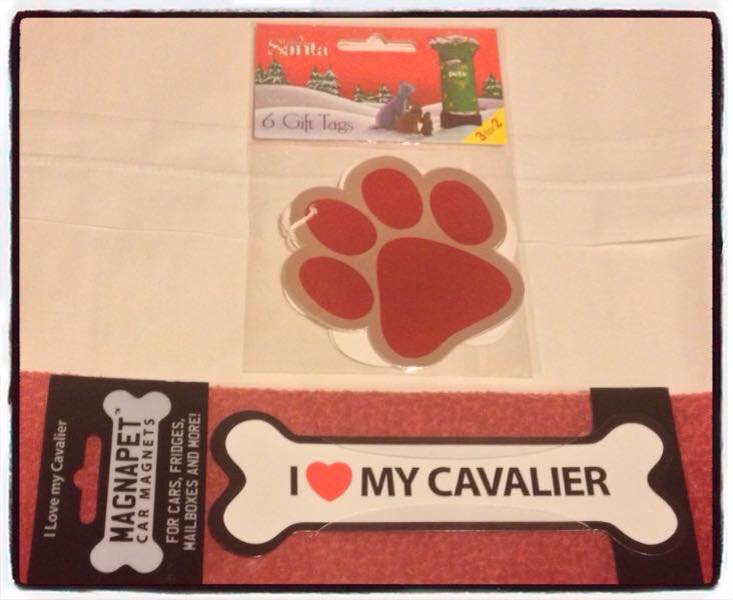 Santa
6 Gift Tags
3 for 2
I Love my Cavalier
MAGNAPET™
CAR MAGNETS
FOR CARS, FRIDGES,
MAILBOXES AND MORE!
I ❤ MY CAVALIER